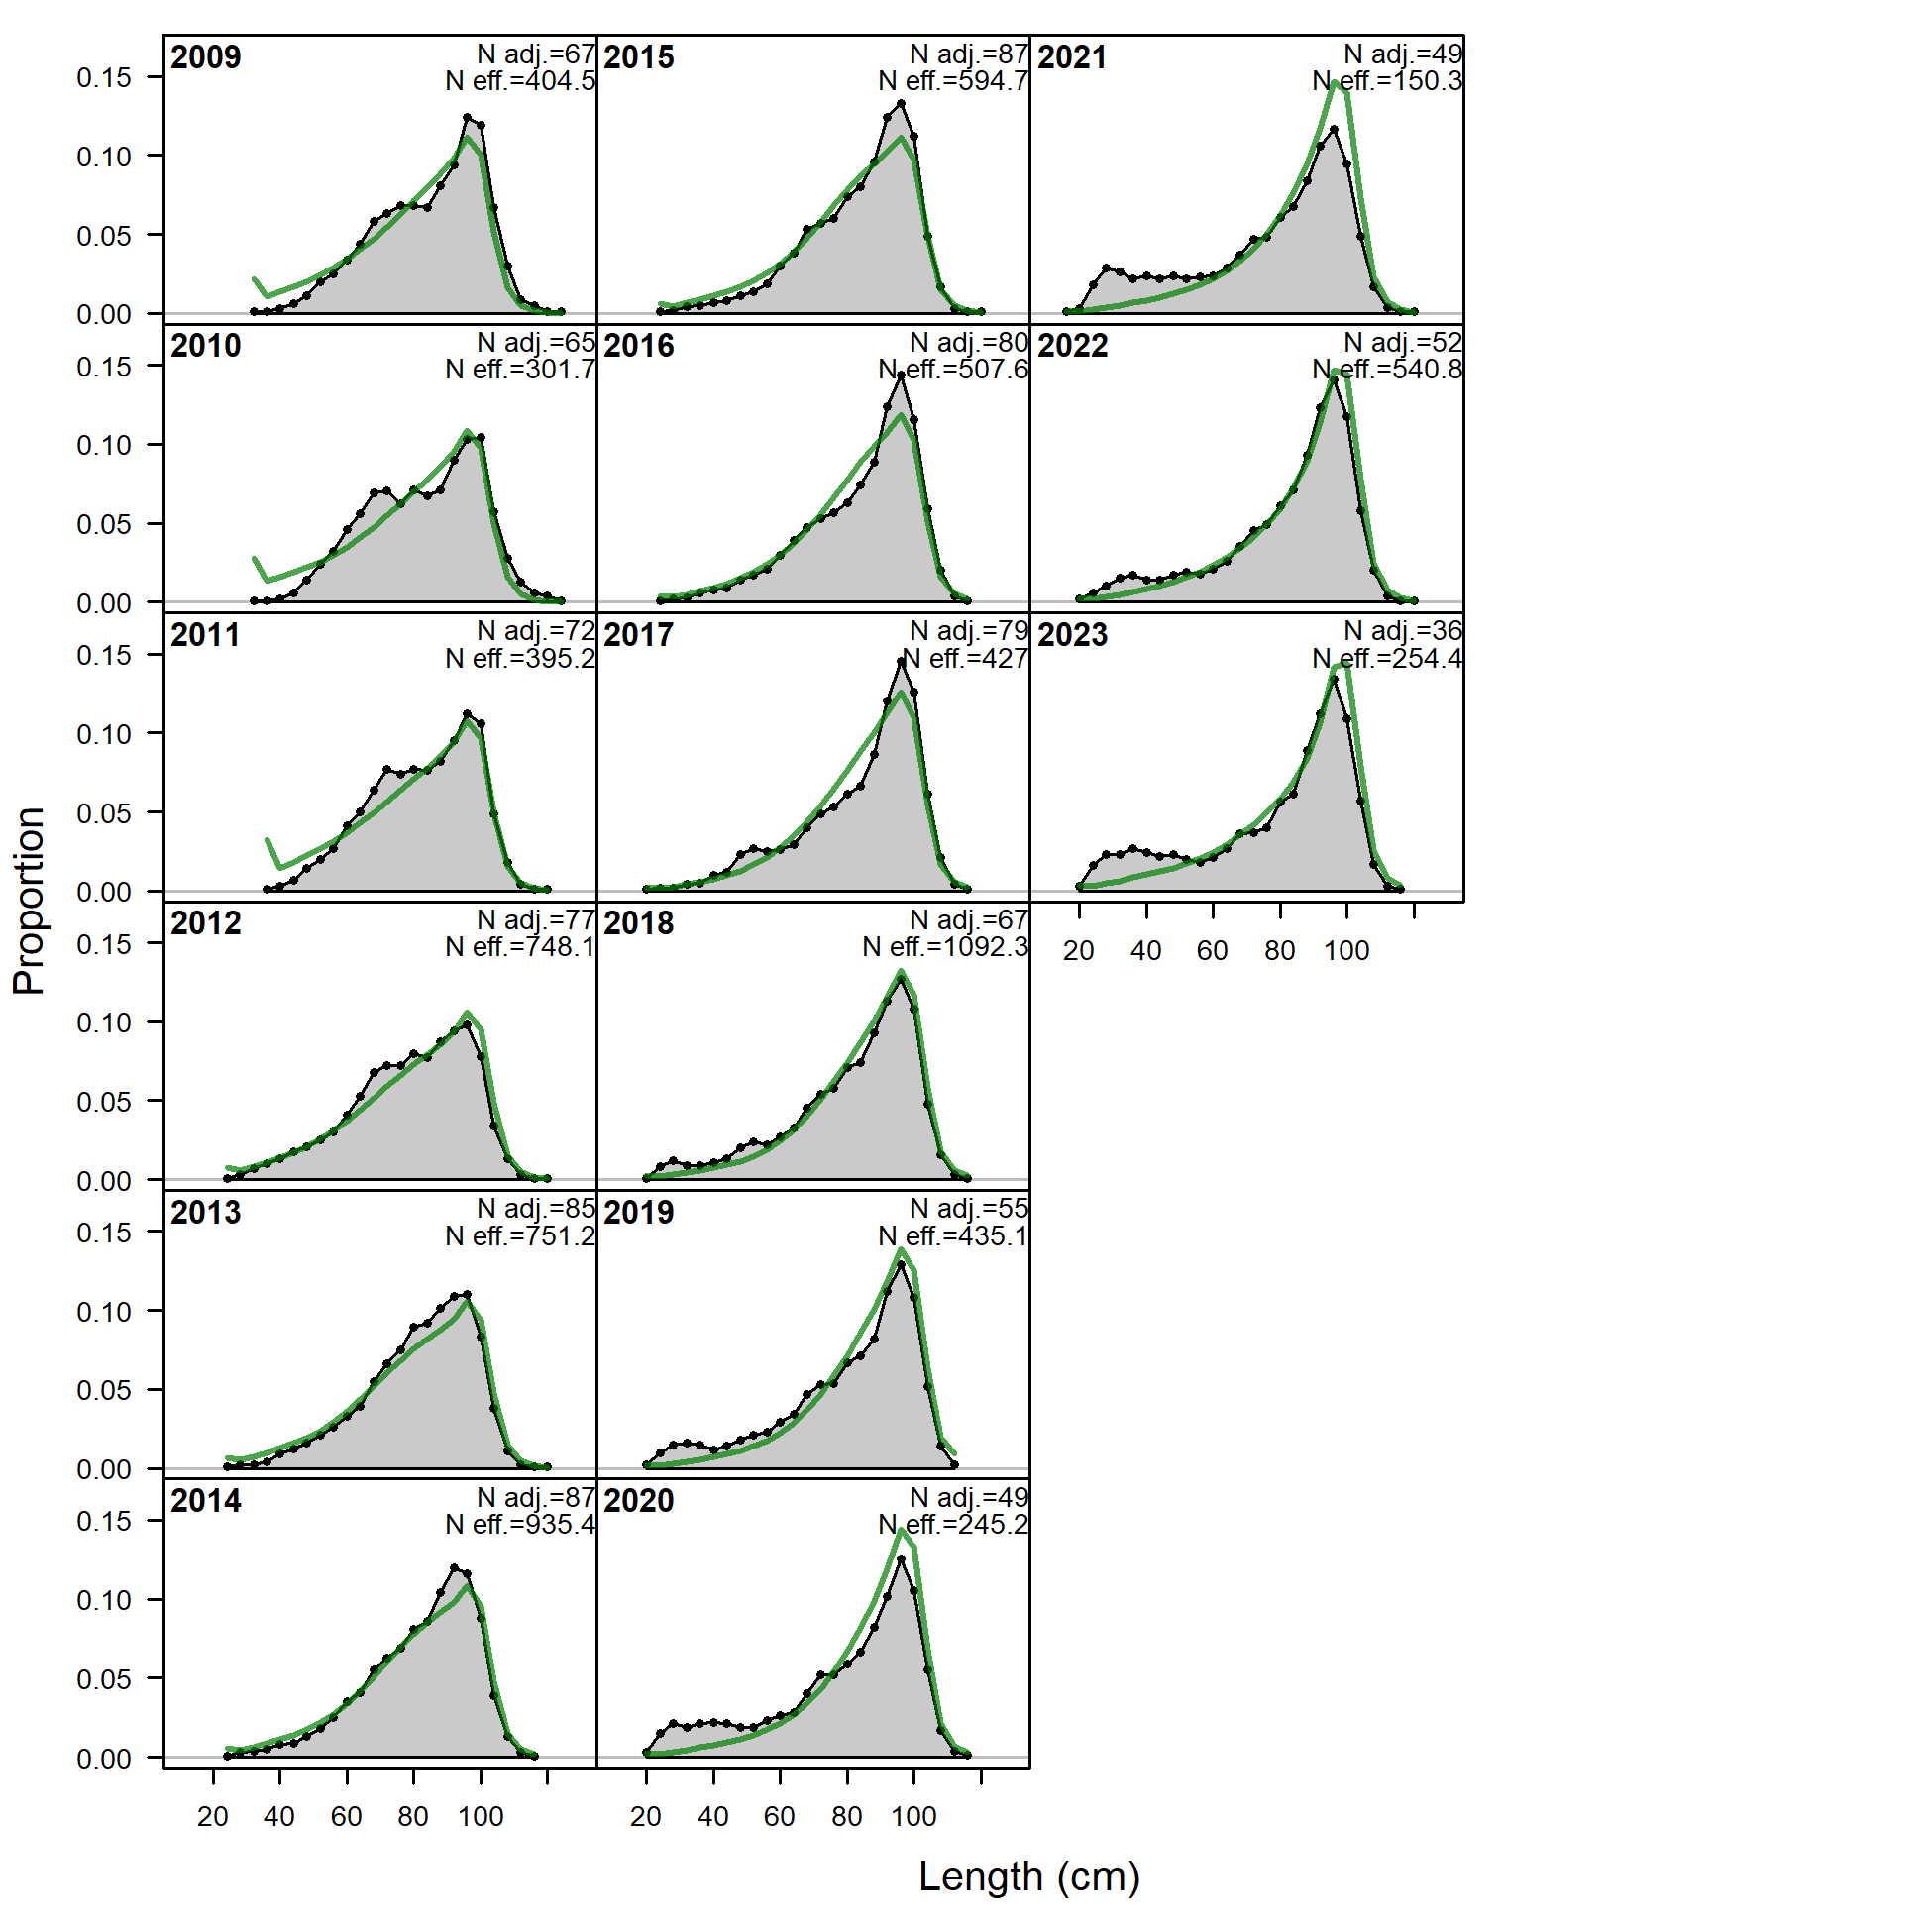 Proportion
2009
N adj.=67
N eff.=404.5
0.15
0.10
0.05
0.00
2015
N adj.=87
N eff.=594.7
2021
N adj.=49
N eff.=150.3
2010
N adj.=65
N eff.=301.7
0.15
0.10
0.05
0.00
2016
N adj.=80
N eff.=507.6
2022
N adj.=52
N eff.=540.8
2011
N adj.=72
N eff.=395.2
0.15
0.10
0.05
0.00
2017
N adj.=79
N eff.=427
2023
N adj.=36
N eff.=254.4
20 40 60 80 100
2012
N adj.=77
N eff.=748.1
0.15
0.10
0.05
0.00
2018
N adj.=67
N eff.=1092.3
2013
N adj.=85
N eff.=751.2
0.15
0.10
0.05
0.00
2019
N adj.=55
N eff.=435.1
2014
N adj.=87
N eff.=935.4
0.15
0.10
0.05
0.00
2020
N adj.=49
N eff.=245.2
20 40 60 80 100
20 40 60 80 100
Length (cm)